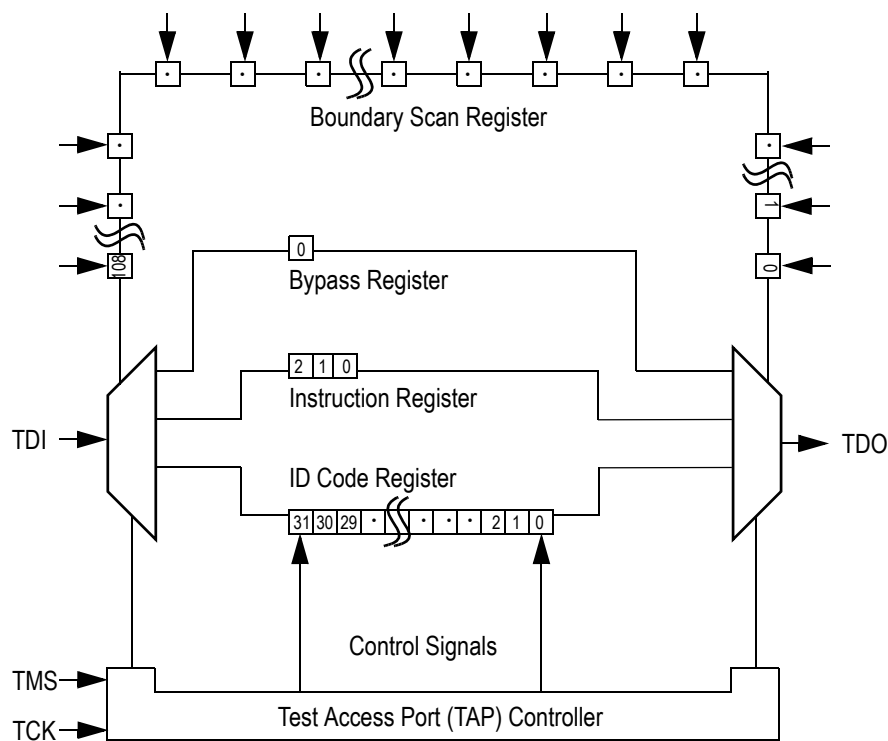 · · · · · · · ·
Boundary Scan Register
· ·
· 1
108 0
0
Bypass Register
2 1 0
Instruction Register
TDI TDO
ID Code Register
31 30 29 · · · · 2 1 0
Control Signals
TMS
Test Access Port (TAP) Controller
TCK